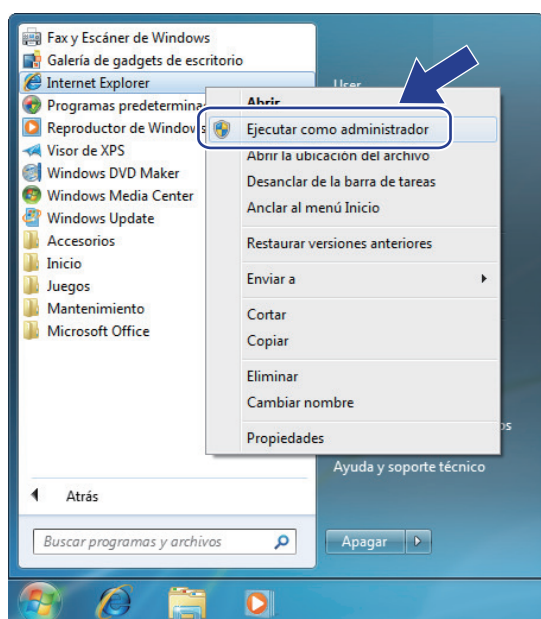 Fax y Escáner de Windows
Galería de gadgets de escritorio
Internet Explorer
User
Programas
Abrir
Reproductor de Windows
Ejecutar como administrador
Visor de XPS
Abrir la ubicación del archivo
Windows DVD Maker
Desanclar de la barra de tareas
Windows Media Center
Anclar al menú Inicio
Windows Update
Accesorios
Restaurar versiones anteriores
Inicio
Juegos
Enviar a
Mantenimiento
Cortar
Microsoft Office
Copiar
Eliminar
Cambiar nombre
Propiedades
Ayuda y soporte técnico
Atrás
Buscar programas y archivos
Apagar